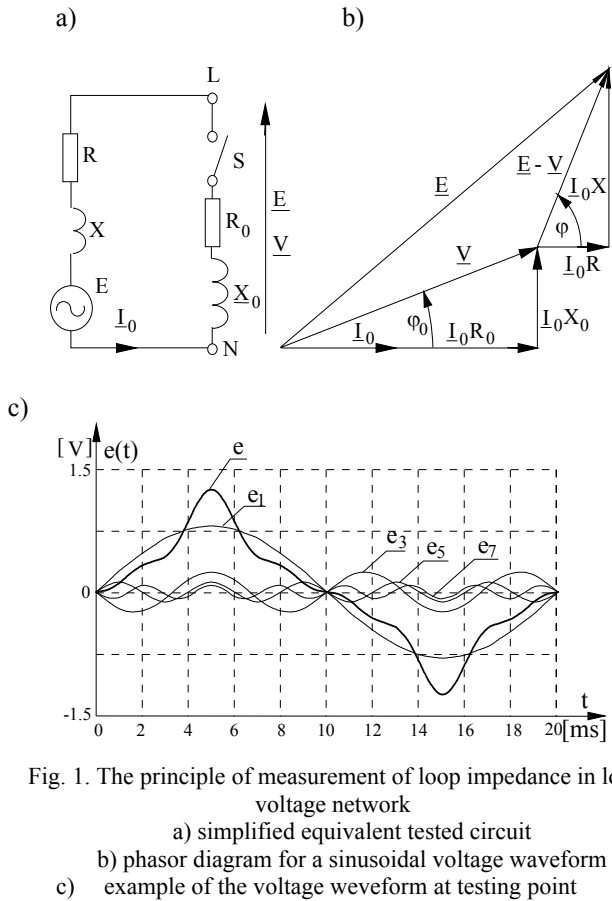 a)
b)
L
R
S
X
R0
E
V
E
X0
I0
N
E
E - V
I0X
V
φ
I0R
φ0
I0
I0R0
I0X0
c)
[V] e(t)
1.5
e
e1
e3
e5
e7
0
-1.5
t
0 2 4 6 8 10 12 14 16 18 20 [ms]
Fig. 1. The principle of measurement of loop impedance in
voltage network
a) simplified equivalent tested circuit
b) phasor diagram for a sinusoidal voltage waveform
c) example of the voltage weveform at testing point